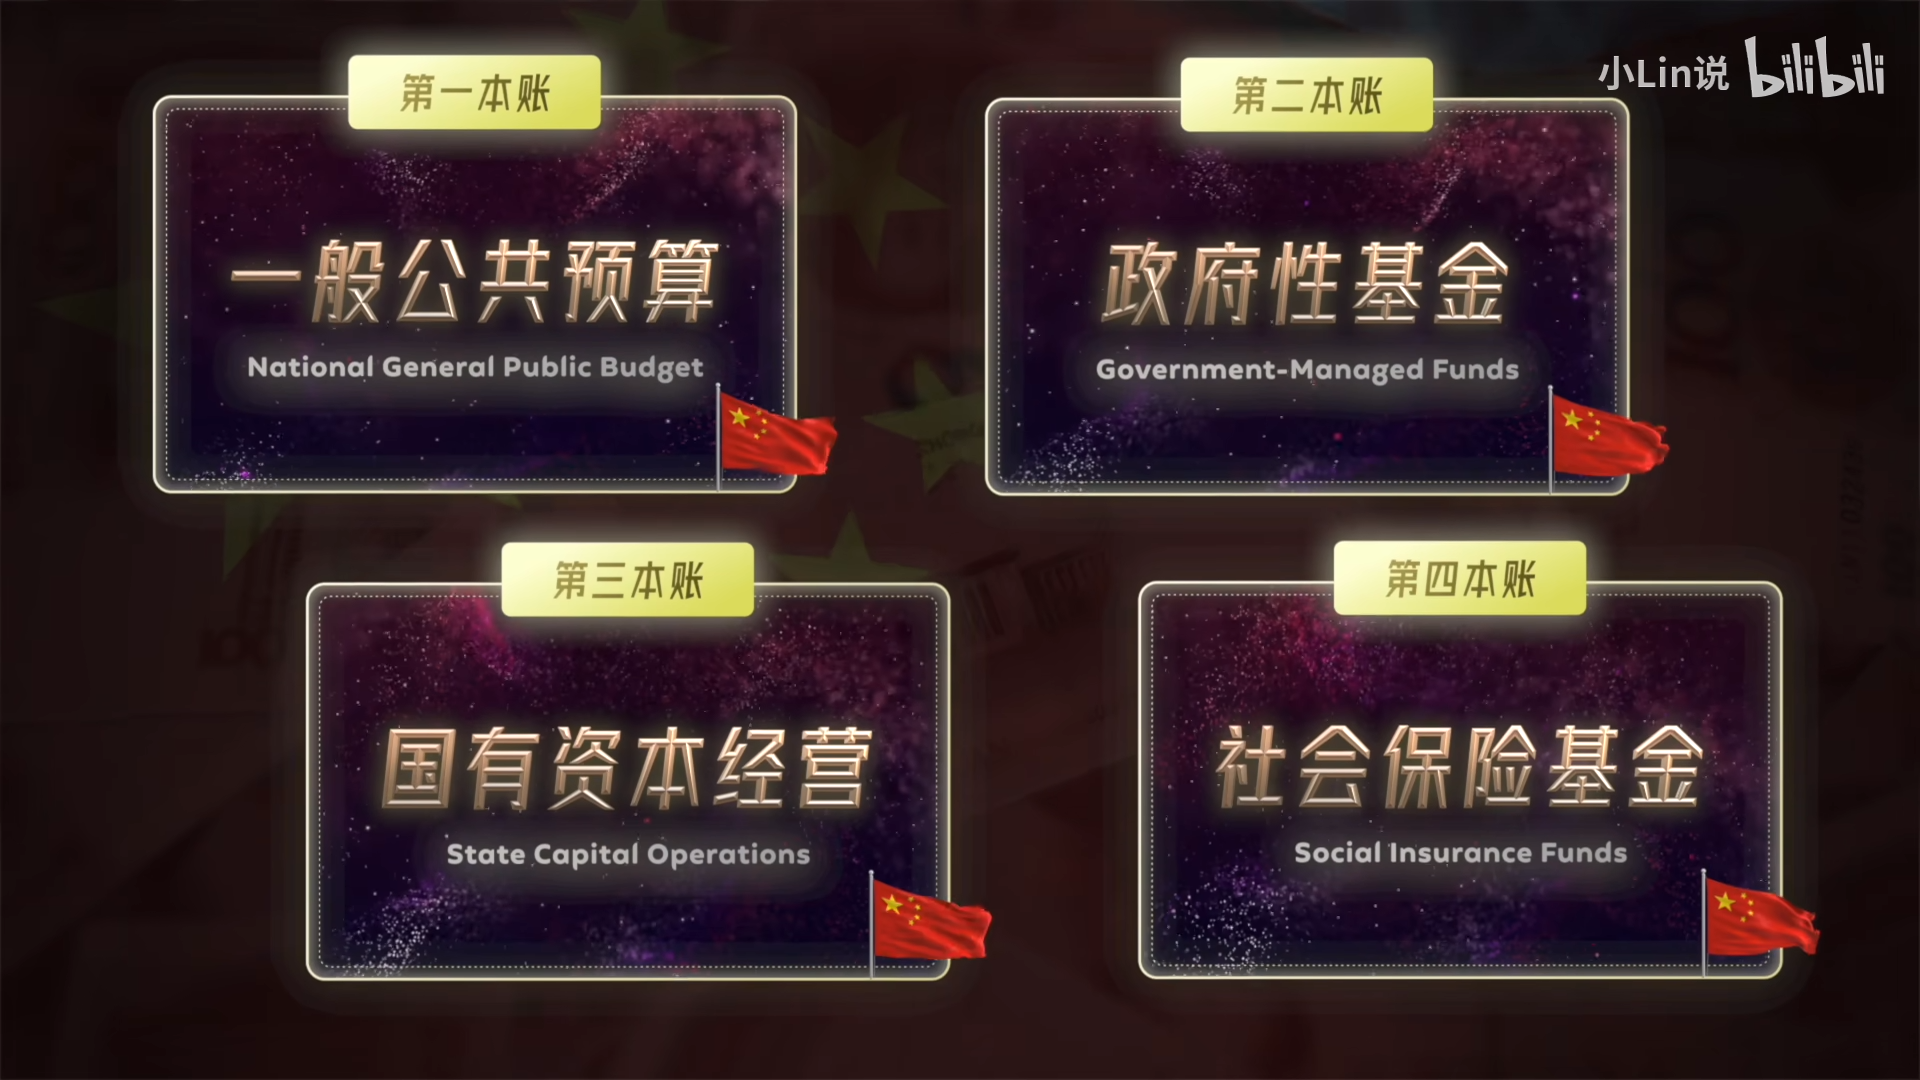 小Lin说 bilibili
第一本账
一般公共预算
National General Public Budget
第二本账
政府性基金
Government-Managed Funds
第三本账
国有资本经营
State Capital Operations
第四本账
社会保险基金
Social Insurance Funds